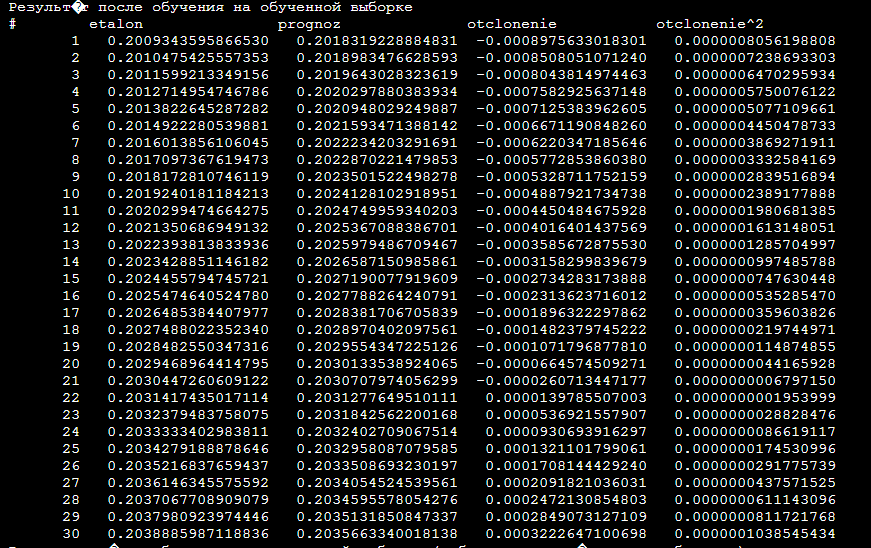 Результ�т после обучения на обученной выборке
# etalon prognoz otclonenie otclonenie^2
1 0.2009343595866530 0.2018319228884831 -0.0008975633018301 0.0000008056198808
2 0.2010475425557353 0.2018983476628593 -0.0008508051071240 0.0000007238693303
3 0.2011599213349156 0.2019643028323619 -0.0008043814974463 0.0000006470295934
4 0.2012714954746786 0.2020297880383934 -0.0007582925637148 0.0000005750076122
5 0.2013822645287282 0.2020948029249887 -0.0007125383962605 0.0000005077109661
6 0.2014922280539881 0.2021593471388142 -0.0006671190848260 0.0000004450478733
7 0.2016013856106045 0.2022234203291691 -0.0006220347185646 0.0000003869271911
8 0.2017097367619473 0.2022870221479853 -0.0005772853860380 0.0000003332584169
9 0.2018172810746119 0.2023501522498278 -0.0005328711752159 0.0000002839516894
10 0.2019240181184213 0.2024128102918951 -0.0004887921734738 0.0000002389177888
11 0.2020299474664275 0.2024749959340203 -0.0004450484675928 0.0000001980681385
12 0.2021350686949132 0.2025367088386701 -0.0004016401437569 0.0000001613148051
13 0.2022393813833936 0.2025979486709467 -0.0003585672875530 0.0000001285704997
14 0.2023428851146182 0.2026587150985861 -0.0003158299839679 0.0000000997485788
15 0.2024455794745721 0.2027190077919609 -0.0002734283173888 0.0000000747630448
16 0.2025474640524780 0.2027788264240791 -0.0002313623716012 0.0000000535285470
17 0.2026485384407977 0.2028381706705839 -0.0001896322297862 0.0000000359603826
18 0.2027488022352340 0.2028970402097561 -0.0001482379745222 0.0000000219744971
19 0.2028482550347316 0.2029554347225126 -0.0001071796877810 0.0000000114874855
20 0.2029468964414795 0.2030133538924065 -0.0000664574509271 0.0000000044165928
21 0.2030447260609122 0.2030707974056299 -0.0000260713447177 0.0000000006797150
22 0.2031417435017114 0.2031277649510111 0.0000139785507003 0.0000000001953999
23 0.2032379483758075 0.2031842562200168 0.0000536921557907 0.0000000028828476
24 0.2033333402983811 0.2032402709067514 0.0000930693916297 0.0000000086619117
25 0.2034279188878646 0.2032958087079585 0.0001321101799061 0.0000000174530996
26 0.2035216837659437 0.2033508693230197 0.0001708144429240 0.0000000291775739
27 0.2036146345575592 0.2034054524539561 0.0002091821036031 0.0000000437571525
28 0.2037067708909079 0.2034595578054276 0.0002472130854803 0.0000000611143096
29 0.2037980923974446 0.2035131850847337 0.0002849073127109 0.0000000811721768
30 0.2038885987118836 0.2035663340018138 0.0003222647100698 0.0000001038545434